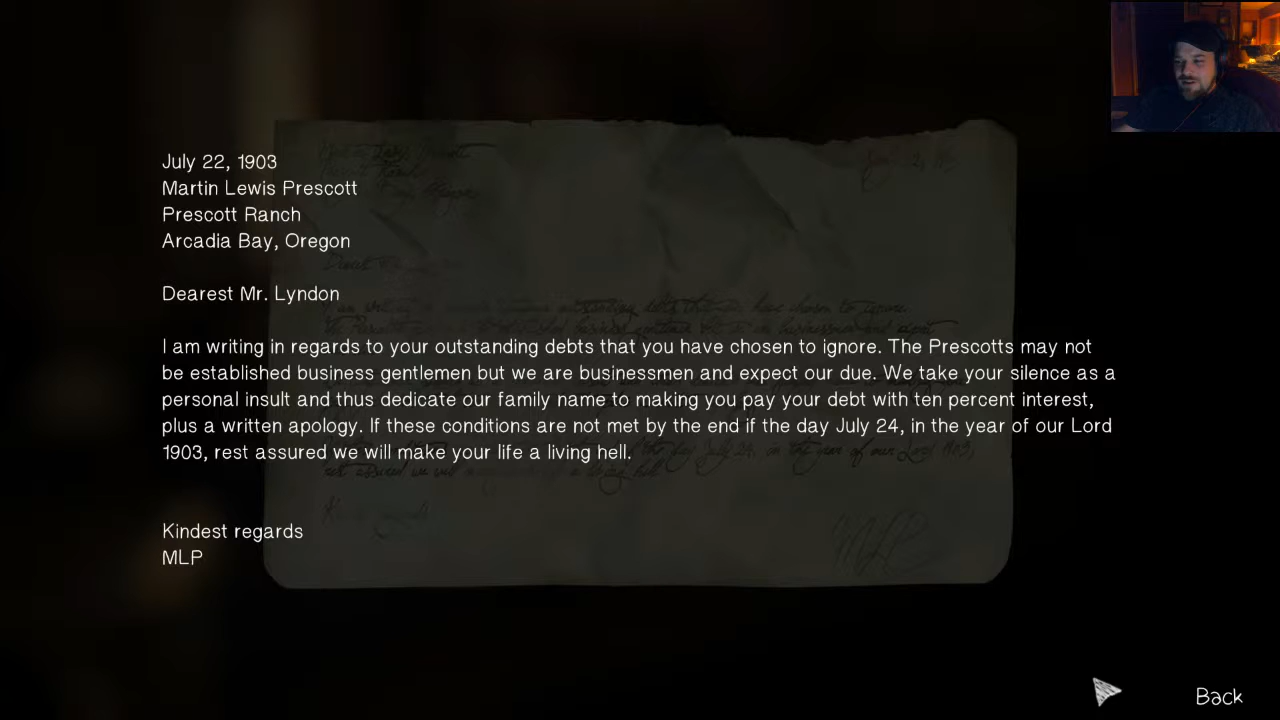 July 22, 1903
Martin Lewis Prescott
Prescott Ranch
Arcadia Bay, Oregon
Dearest Mr. Lyndon
I am writing in regards to your outstanding debts that you have chosen to ignore. The Prescotts may not
be established business gentlemen but we are businessmen and expect our due. We take your silence as a
personal insult and thus dedicate our family name to making you pay your debt with ten percent interest,
plus a written apology. If these conditions are not met by the end if the day July 24, in the year of our Lord
1903, rest assured we will make your life a living hell.
Kindest regards
MLP
Back